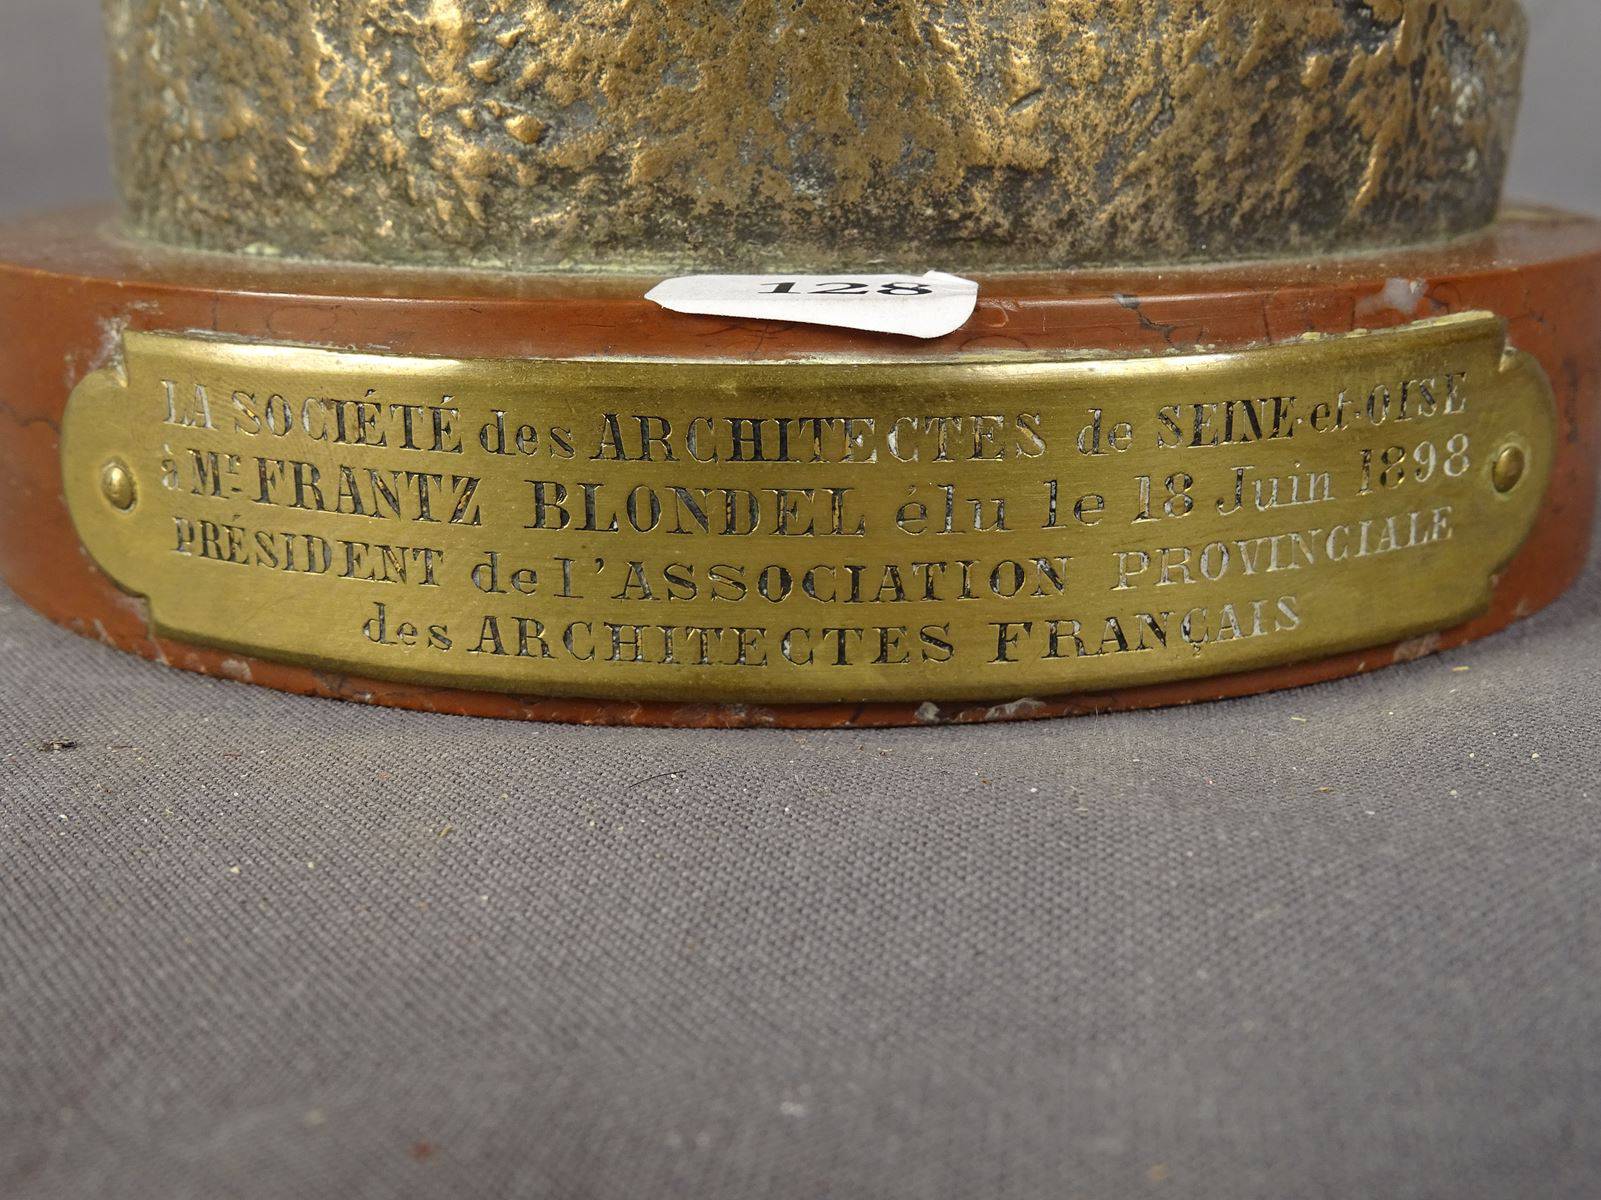 128
LA SOCIÉTÉ des ARCHITECTES de SEINE-et-OISE
à Mr. FRANTZ BLONDEL élu le 18 Juin 1898
PRÉSIDENT de l'ASSOCIATION PROVINCIALE
des ARCHITECTES FRANÇAIS